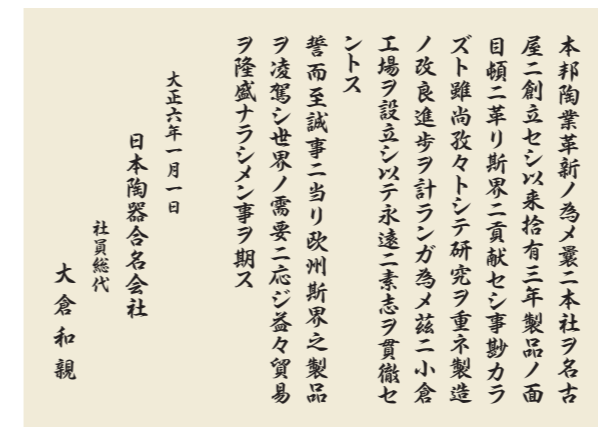 本邦陶業革新ノ為メ曩ニ本社ヲ名古
屋ニ創立セシ以来拾有三年製品ノ面
目頓ニ革リ斯界ニ貢献セシ事尠カラ
ズト雖尚孜々トシテ研究ヲ重ネ製造
ノ改良進歩ヲ計ランガ為メ茲ニ小倉
工場ヲ設立シ以テ永遠ニ素志ヲ貫徹セ
ントス
誓而至誠事ニ当リ欧州斯界之製品
ヲ凌駕シ世界ノ需要ニ応ジ益々貿易
ヲ隆盛ナラシメン事ヲ期ス
大正六年一月一日
日本陶器合名会社
社員総代
大倉和親